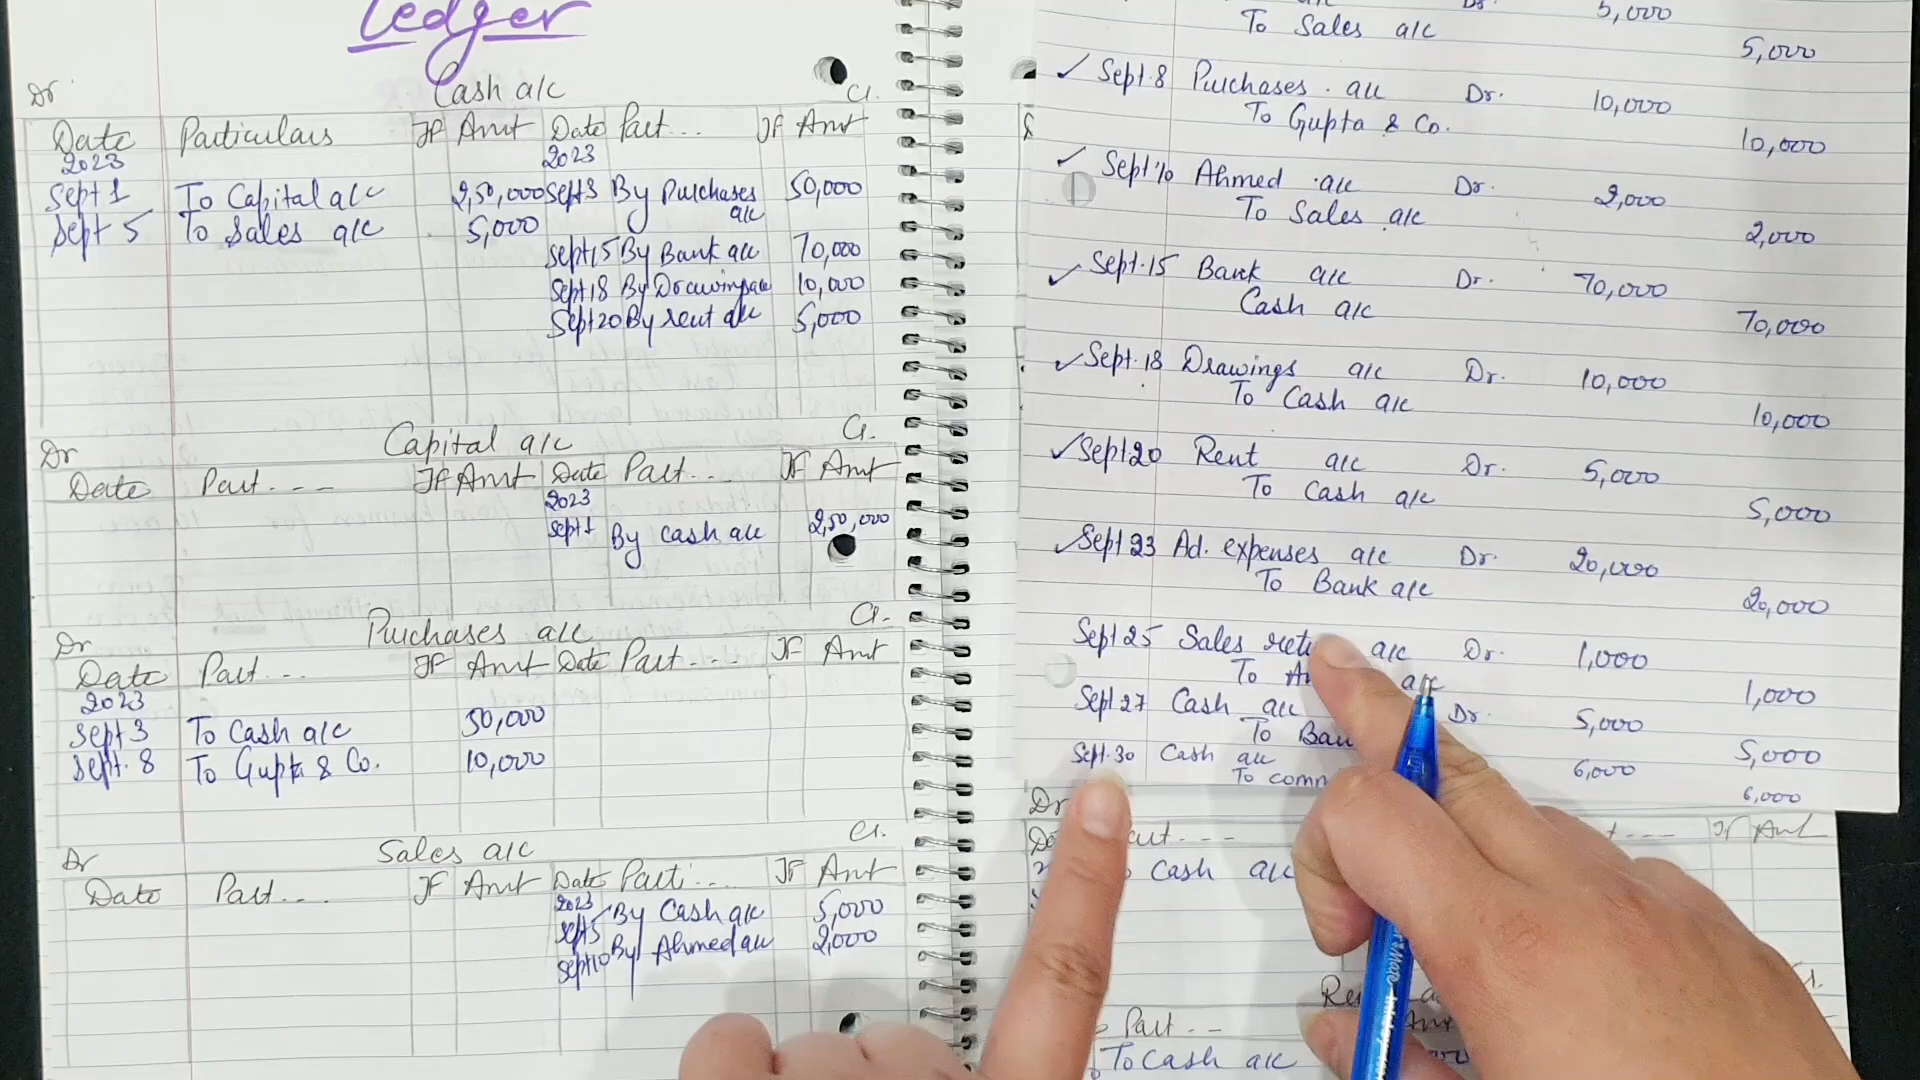 Ledger
Cash a/c
Dr Cr.
Date Particulars JF Amt Date Part... JF Amt
2023 2023
Sept 1 To Capital a/c 2,50,000 Sept 3 By Purchases a/c 50,000
Sept 5 To Sales a/c 5,000
Sept 15 By Bank a/c 70,000
Sept 18 By Drawings a/c 10,000
Sept 20 By rent a/c 5,000
Capital a/c
Dr Cr.
Date Part... JF Amt Date Part... JF Amt
2023
Sept 1 By Cash a/c 2,50,000
Purchases a/c
Dr Cr.
Date Part... JF Amt Date Part... JF Amt
2023
Sept 3 To Cash a/c 50,000
Sept. 8 To Gupta & Co. 10,000
Sales a/c
Dr Cr.
Date Part... JF Amt Date Parti... JF Amt
2023
Sept 5 By Cash a/c 5,000
Sept 10 By Ahmed a/c 2,000
Dr 5,000
To Sales a/c 5,000
Sept. 8 Purchases a/c Dr. 10,000
To Gupta & Co. 10,000
Sept 10 Ahmed a/c Dr. 2,000
To Sales a/c 2,000
Sept. 15 Bank a/c Dr. 70,000
Cash a/c 70,000
Sept. 18 Drawings a/c Dr. 10,000
To Cash a/c 10,000
Sept 20 Rent a/c Dr. 5,000
To Cash a/c 5,000
Sept 23 Ad. expenses a/c Dr. 20,000
To Bank a/c 20,000
Sept 25 Sales a/c Dr. 1,000
To a/c 1,000
Sept 27 Cash a/c Dr. 5,000
To 5,000
Sept. 30 Cash a/c 6,000
To 6,000
Dr
Amt
Cash a/c
Part...
To Cash a/c